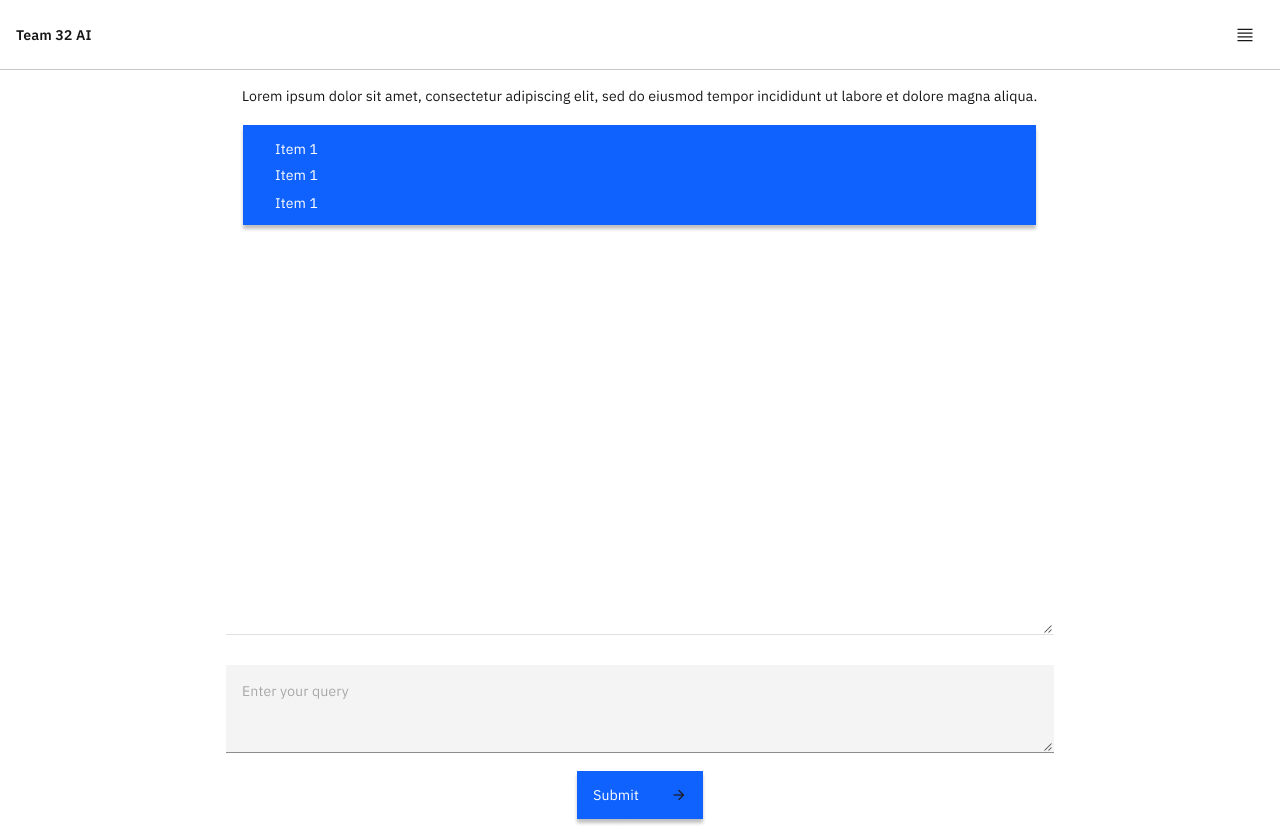 Team 32 AI
Lorem ipsum dolor sit amet, consectetur adipiscing elit, sed do eiusmod tempor incididunt ut labore et dolore magna aliqua.
Item 1
Item 1
Item 1
Enter your query
Submit